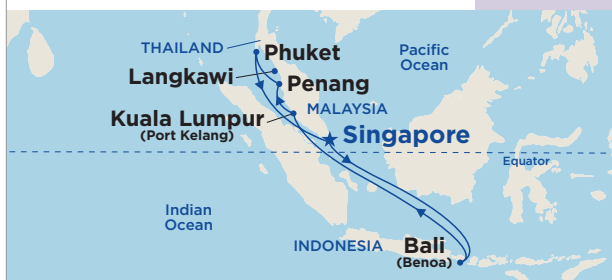 THAILAND
Phuket
Pacific
Ocean
Langkawi
Penang
MALAYSIA
Kuala Lumpur
(Port Kelang)
Singapore
Equator
Indian
Ocean
INDONESIA
Bali
(Benoa)